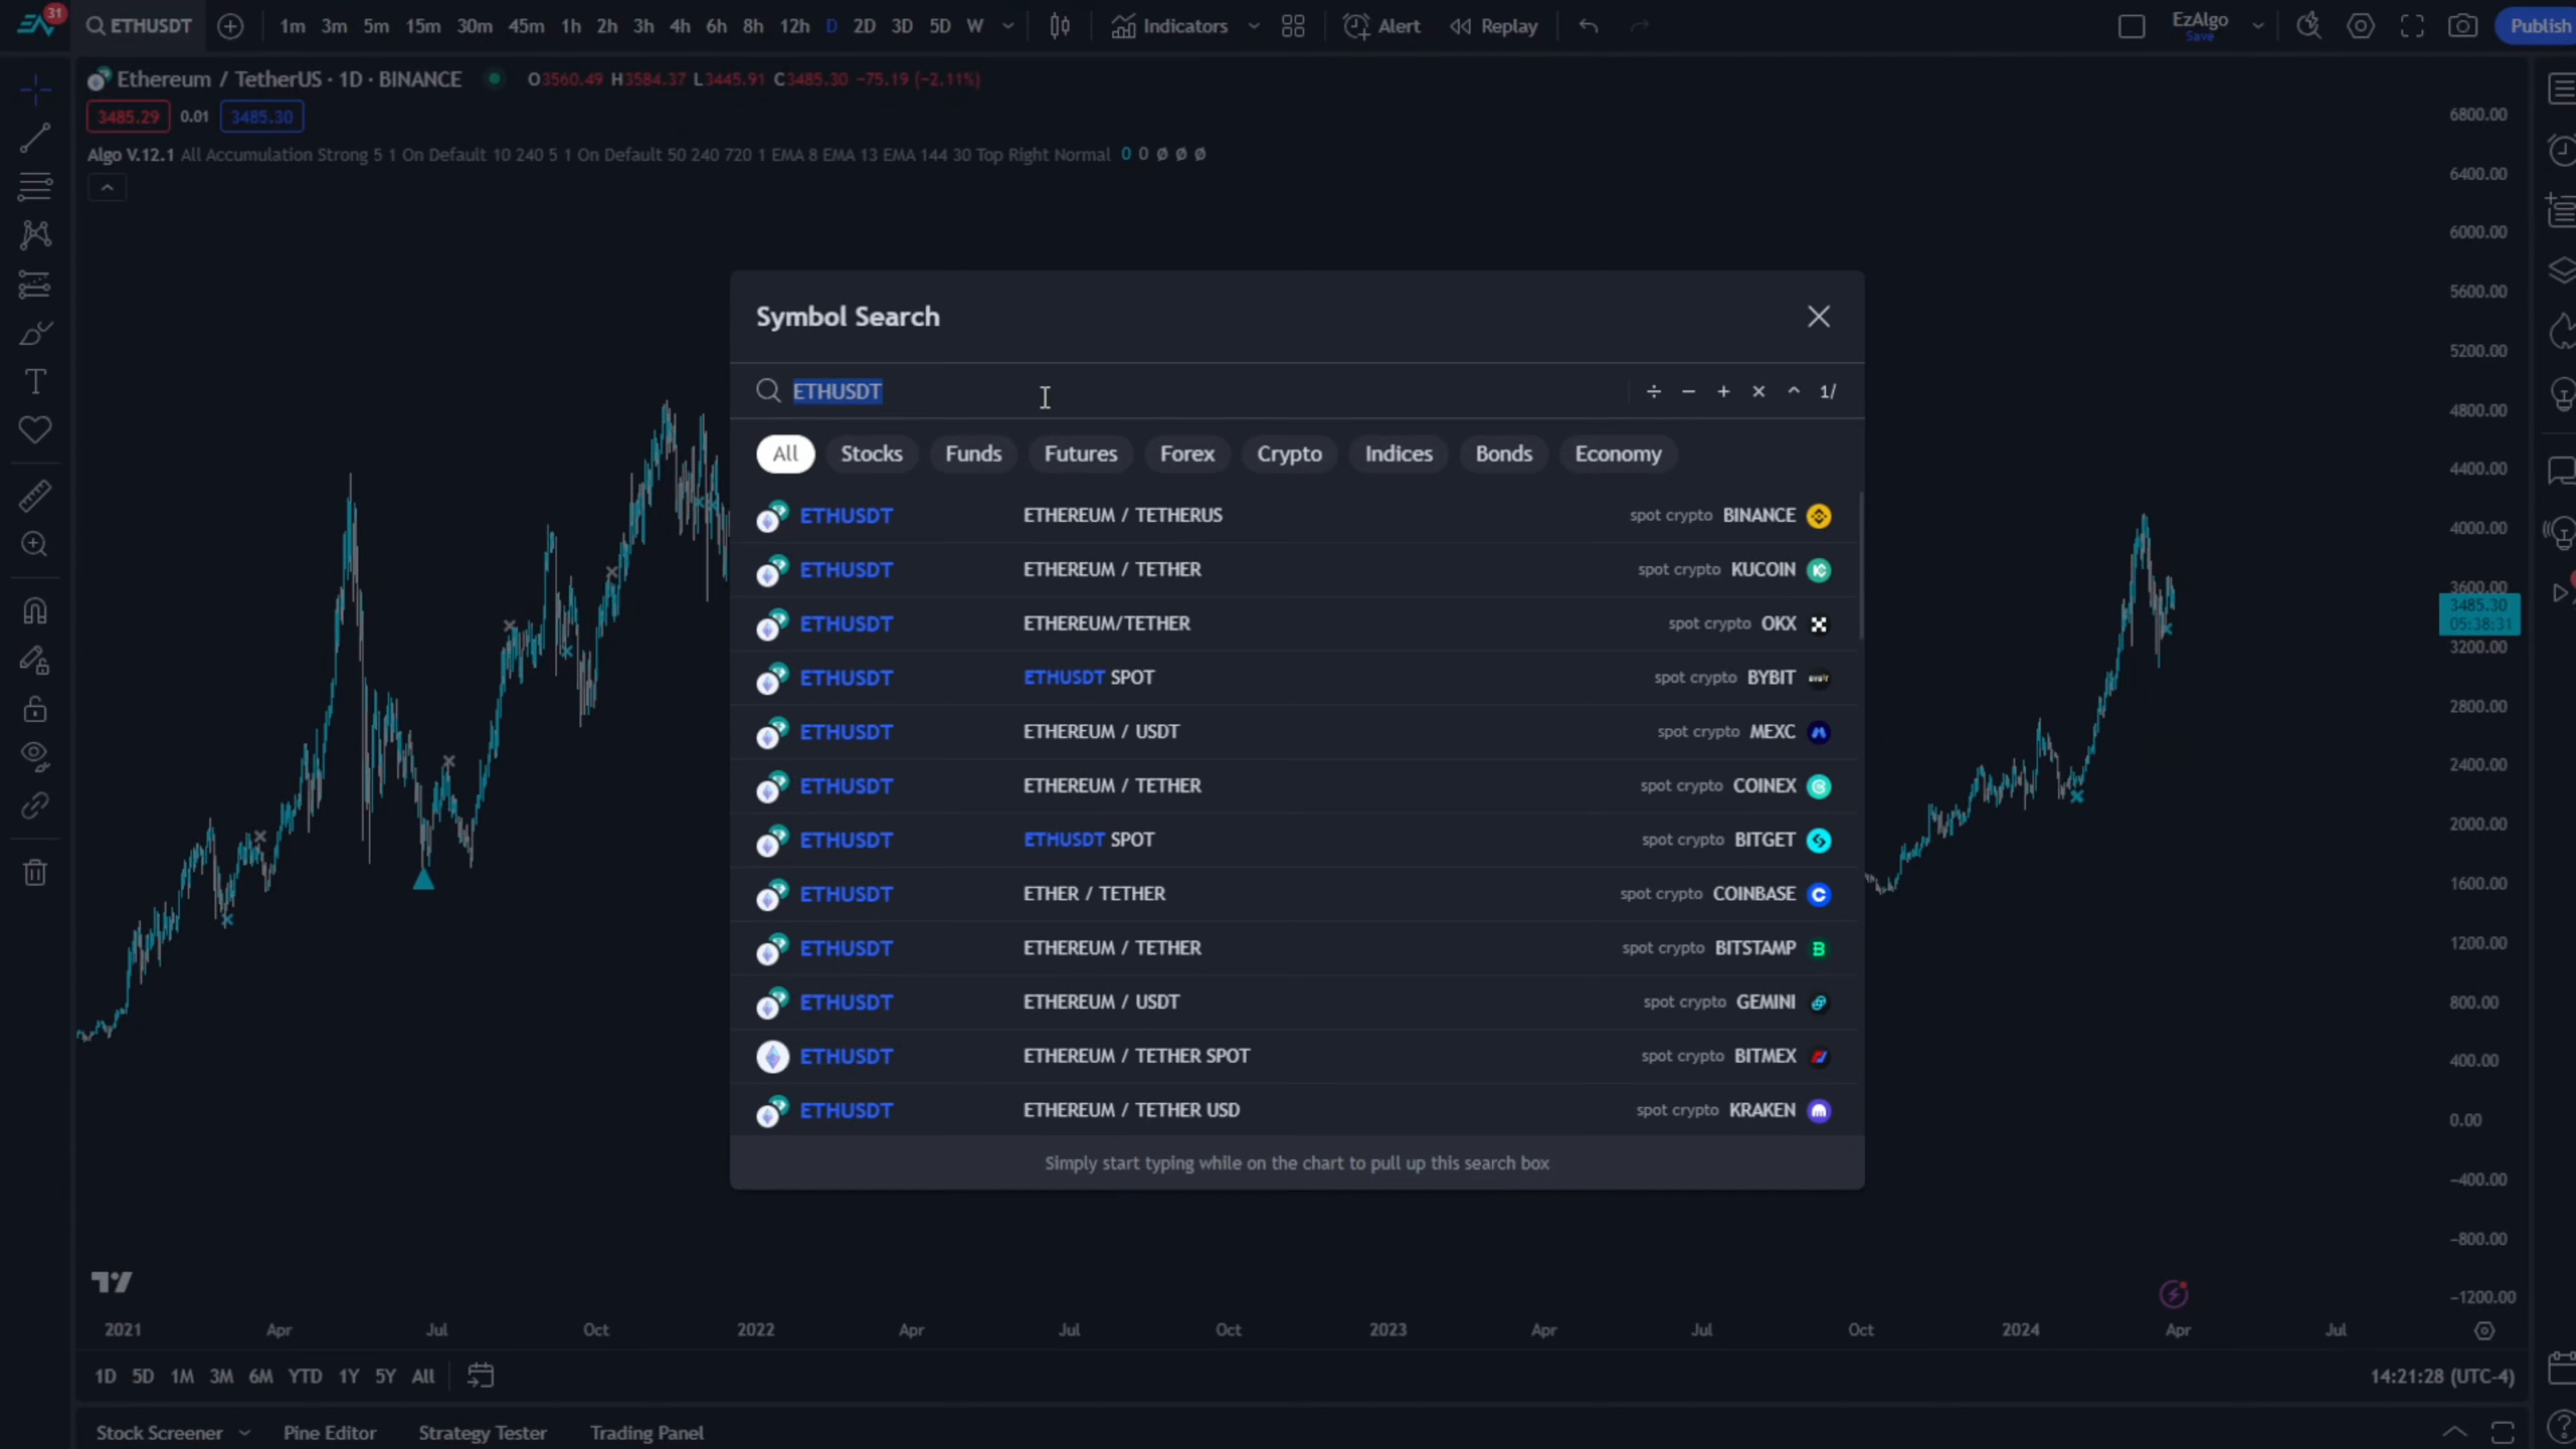 31
ETHUSDT 1m 3m 5m 15m 30m 45m 1h 2h 3h 4h 6h 8h 12h D 2D 3D 5D W Indicators Alert Replay EzAlgo Publish
Save
Ethereum / TetherUS · 1D · BINANCE O3560.49 H3584.37 L3445.91 C3485.30 −75.19 (−2.11%)
3485.29 0.01 3485.30
Algo V.12.1 All Accumulation Strong 5 1 On Default 10 240 5 1 On Default 50 240 720 1 EMA 8 EMA 13 EMA 144 30 Top Right Normal 0 0 Ø Ø Ø
Symbol Search
ETHUSDT ÷ − + × ^ 1/
All Stocks Funds Futures Forex Crypto Indices Bonds Economy
ETHUSDT ETHEREUM / TETHERUS spot crypto BINANCE
ETHUSDT ETHEREUM / TETHER spot crypto KUCOIN
ETHUSDT ETHEREUM/TETHER spot crypto OKX
ETHUSDT ETHUSDT SPOT spot crypto BYBIT
ETHUSDT ETHEREUM / USDT spot crypto MEXC
ETHUSDT ETHEREUM / TETHER spot crypto COINEX
ETHUSDT ETHUSDT SPOT spot crypto BITGET
ETHUSDT ETHER / TETHER spot crypto COINBASE
ETHUSDT ETHEREUM / TETHER spot crypto BITSTAMP
ETHUSDT ETHEREUM / USDT spot crypto GEMINI
ETHUSDT ETHEREUM / TETHER SPOT spot crypto BITMEX
ETHUSDT ETHEREUM / TETHER USD spot crypto KRAKEN
Simply start typing while on the chart to pull up this search box
6800.00
6400.00
6000.00
5600.00
5200.00
4800.00
4400.00
4000.00
3600.00
3485.30
05:38:31
3200.00
2800.00
2400.00
2000.00
1600.00
1200.00
800.00
400.00
0.00
−400.00
−800.00
−1200.00
2021 Apr Jul Oct 2022 Apr Jul Oct 2023 Apr Jul Oct 2024 Apr Jul
1D 5D 1M 3M 6M YTD 1Y 5Y All 14:21:28 (UTC-4)
Stock Screener Pine Editor Strategy Tester Trading Panel